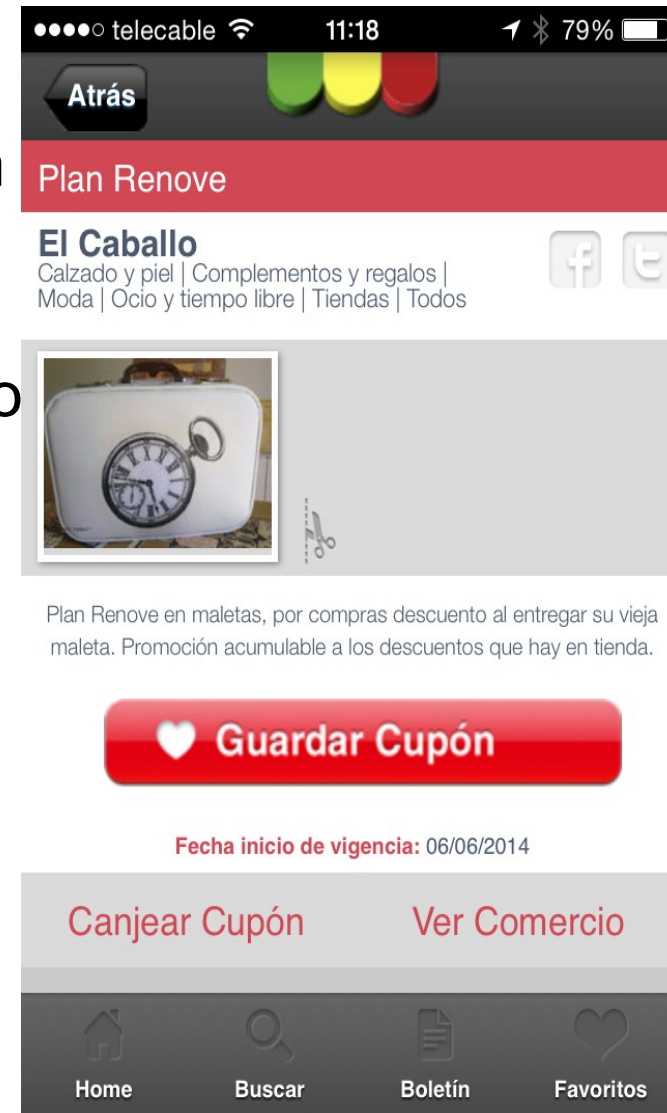 telecable 11:18 79%
Atrás
Plan Renove
El Caballo
Calzado y piel | Complementos y regalos |
Moda | Ocio y tiempo libre | Tiendas | Todos
Plan Renove en maletas, por compras descuento al entregar su vieja
maleta. Promoción acumulable a los descuentos que hay en tienda.
Guardar Cupón
Fecha inicio de vigencia: 06/06/2014
Canjear Cupón Ver Comercio
Home Buscar Boletín Favoritos